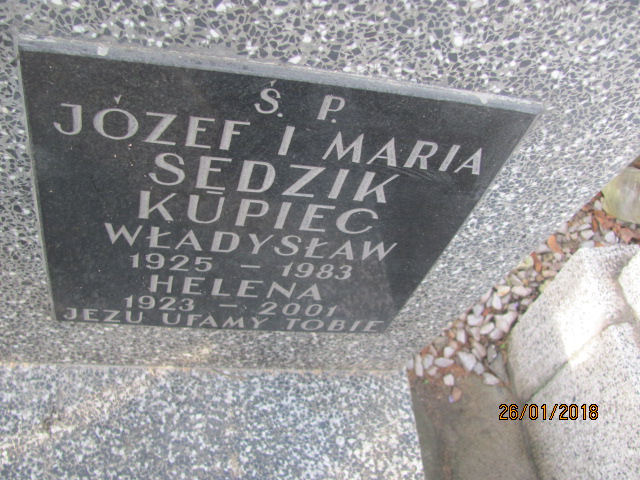 Ś. P.
JÓZEF I MARIA
SĘDZIK
KUPIEC
WŁADYSŁAW
1925 - 1983
HELENA
1923 - 2001
JEZU UFAMY TOBIE
26/01/2018